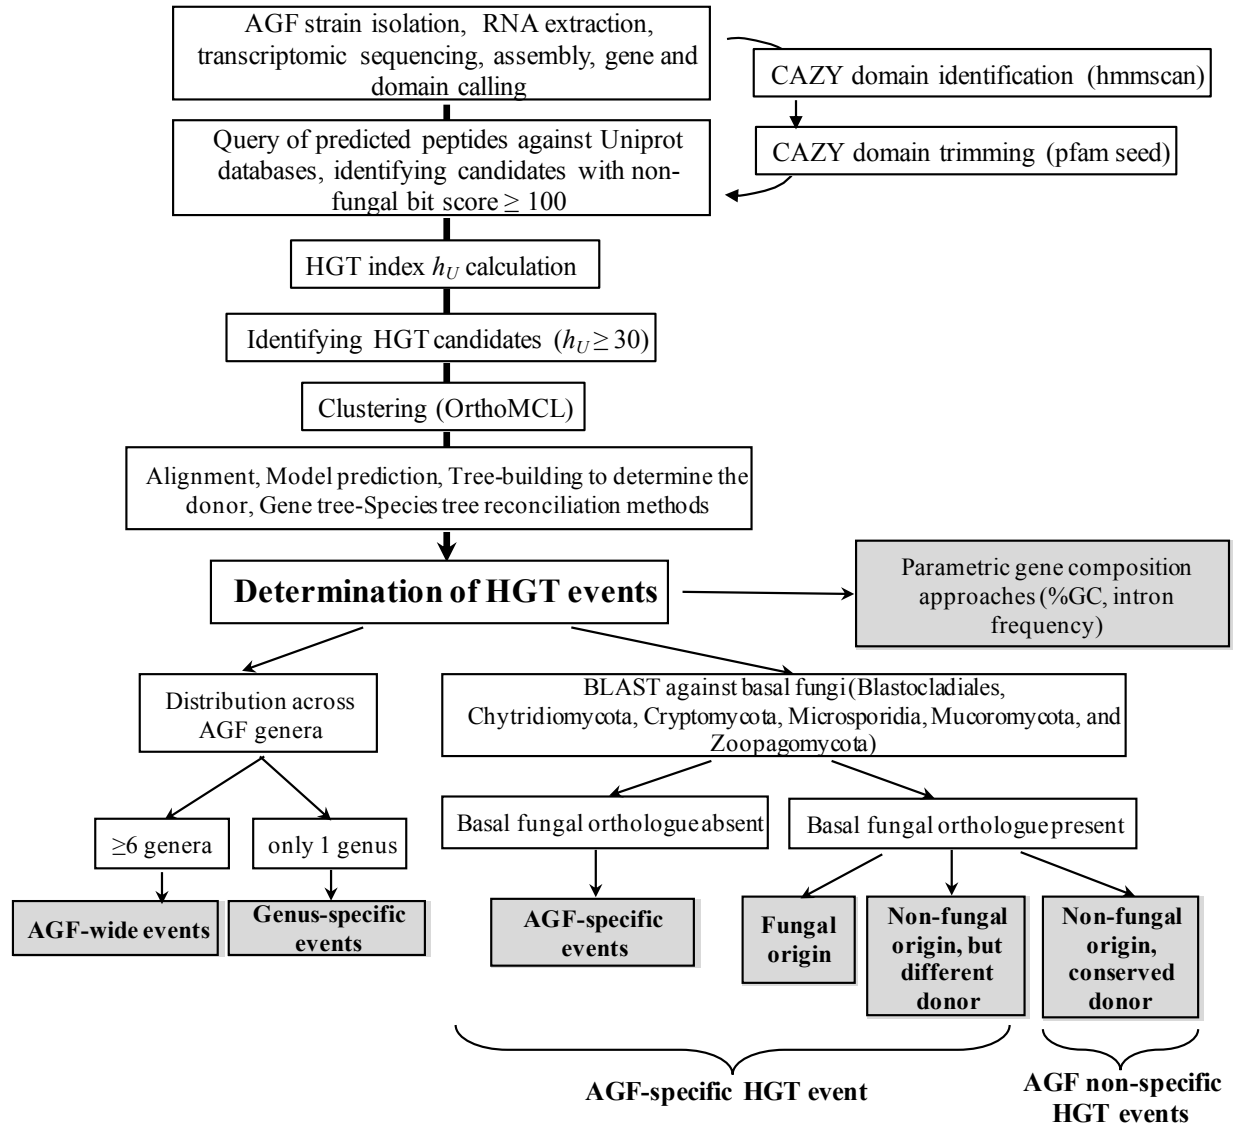 AGF strain isolation, RNA extraction,
transcriptomic sequencing, assembly, gene and
domain calling
CAZY domain identification (hmmscan)
CAZY domain trimming (pfam seed)
Query of predicted peptides against Uniprot
databases, identifying candidates with non-
fungal bit score ≥ 100
HGT index hU calculation
Identifying HGT candidates (hU ≥ 30)
Clustering (OrthoMCL)
Alignment, Model prediction, Tree-building to determine the
donor, Gene tree-Species tree reconciliation methods
Determination of HGT events
Parametric gene composition
approaches (%GC, intron
frequency)
Distribution across
AGF genera
BLAST against basal fungi (Blastocladiales,
Chytridiomycota, Cryptomycota, Microsporidia, Mucoromycota, and
Zoopagomycota)
≥6 genera
only 1 genus
Basal fungal orthologue absent
Basal fungal orthologue present
AGF-wide events
Genus-specific
events
AGF-specific
events
Fungal
origin
Non-fungal
origin, but
different
donor
Non-fungal
origin,
conserved
donor
AGF-specific HGT event
AGF non-specific
HGT events